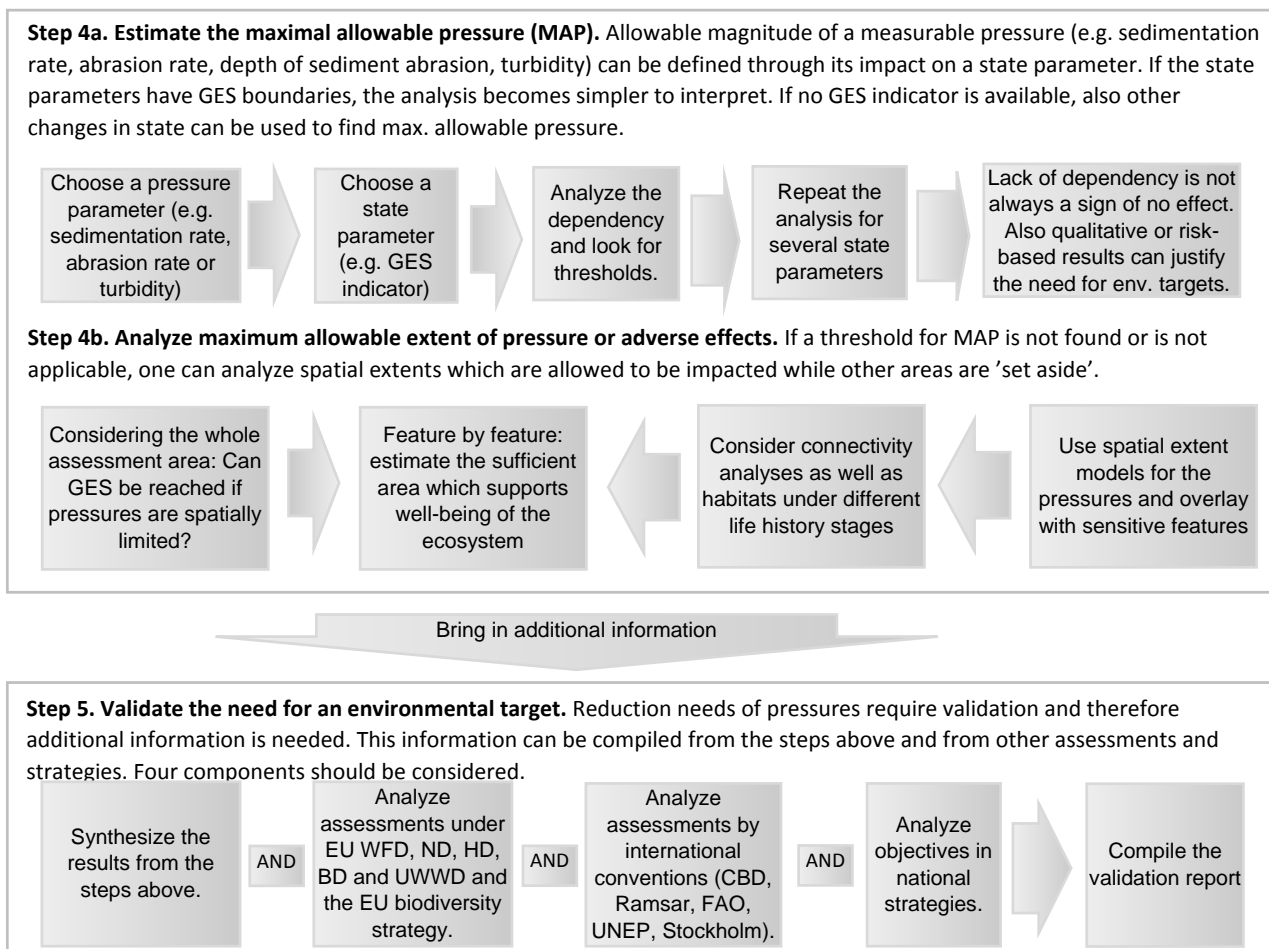 Step 4a. Estimate the maximal allowable pressure (MAP). Allowable magnitude of a measurable pressure (e.g. sedimentation
rate, abrasion rate, depth of sediment abrasion, turbidity) can be defined through its impact on a state parameter. If the state
parameters have GES boundaries, the analysis becomes simpler to interpret. If no GES indicator is available, also other
changes in state can be used to find max. allowable pressure.
Choose a pressure
parameter (e.g.
sedimentation rate,
abrasion rate or
turbidity)
Choose a
state
parameter
(e.g. GES
indicator)
Analyze the
dependency
and look for
thresholds.
Repeat the
analysis for
several state
parameters
Lack of dependency is not
always a sign of no effect.
Also qualitative or risk-
based results can justify
the need for env. targets.
Step 4b. Analyze maximum allowable extent of pressure or adverse effects. If a threshold for MAP is not found or is not
applicable, one can analyze spatial extents which are allowed to be impacted while other areas are ’set aside’.
Considering the whole
assessment area: Can
GES be reached if
pressures are spatially
limited?
Feature by feature:
estimate the sufficient
area which supports
well-being of the
ecosystem
Consider connectivity
analyses as well as
habitats under different
life history stages
Use spatial extent
models for the
pressures and overlay
with sensitive features
Bring in additional information
Step 5. Validate the need for an environmental target. Reduction needs of pressures require validation and therefore
additional information is needed. This information can be compiled from the steps above and from other assessments and
strategies. Four components should be considered.
Synthesize the
results from the
steps above.
AND
Analyze
assessments under
EU WFD, ND, HD,
BD and UWWD and
the EU biodiversity
strategy.
AND
Analyze
assessments by
international
conventions (CBD,
Ramsar, FAO,
UNEP, Stockholm).
AND
Analyze
objectives in
national
strategies.
Compile the
validation report